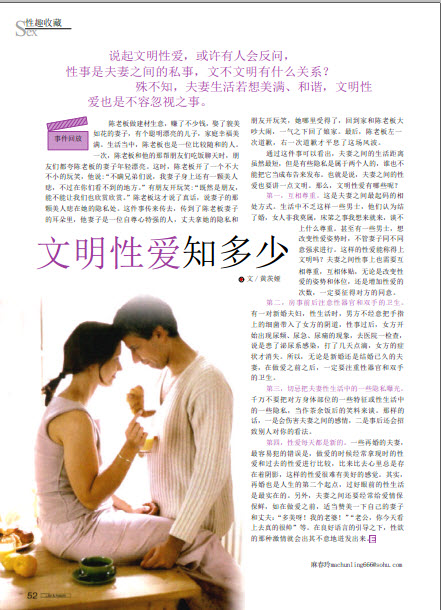 性趣收藏
Sex
说起文明性爱，或许有人会反问，
性事是夫妻之间的私事，文不文明有什么关系？
殊不知，夫妻生活若想美满、和谐，文明性
爱也是不容忽视之事。
事件回放
陈老板做建材生意，赚了不少钱，娶了貌美
如花的妻子，有个聪明漂亮的儿子，家庭幸福美
满。生活当中，陈老板也是一位比较随和的人。
一次，陈老板和他的那帮朋友们吃饭聊天时，朋
友们都夸陈老板的妻子年轻漂亮。这时，陈老板开了一个不大
不小的玩笑，他说：“不瞒兄弟们说，我妻子身上还有一颗美人
痣，不过在你们看不到的地方。”有朋友开玩笑：“既然是朋友，
能不能让我们也欣赏欣赏。”陈老板这才说了真话，说妻子的那
颗美人痣在她的隐私处。这件事传来传去，传到了陈老板妻子
的耳朵里，他妻子是一位自尊心特强的人，丈夫拿她的隐私和
文明性爱知多少
文／黄茨娅
朋友开玩笑，她哪里受得了，回到家和陈老板大
吵大闹，一气之下回了娘家。最后，陈老板左一
次道歉，右一次道歉才平息了这场风波。
通过这件事可以看出，夫妻之间的生活距离
虽然最短，但是有些隐私是属于两个人的，谁也不
能把它当成布告来发布。也就是说，夫妻之间的性
爱也要讲一点文明。那么，文明性爱有哪些呢？
第一，互相尊重。这是夫妻之间最起码的相
处方式。生活中不乏这样一些男士，他们认为结
了婚，女人非我莫属，床第之事我想来就来，谈不
上什么尊重，甚至有一些男士，想
改变性爱姿势时，不管妻子同不同
意强求进行。这样的性爱能称得上
文明吗？夫妻之间性事上也需要互
相尊重，互相体贴，无论是改变性
爱的姿势和体位，还是增加性爱的
次数，一定要征得对方的同意。
第二，房事前后注意性器官和双手的卫生。
有一对新婚夫妇，性生活时，男方不经意把手指
上的细菌带入了女方的阴道，性事过后，女方开
始出现尿频、尿急、尿痛的现象，去医院一检查，
说是患了泌尿系感染，打了几天点滴，女方的症
状才消失。所以，无论是新婚还是结婚已久的夫
妻，在做爱之前之后，一定要注重性器官和双手
的卫生。
第三，切忌把夫妻性生活中的一些隐私曝光。
千万不要把对方身体部位的一些特征或性生活中
的一些隐私，当作茶余饭后的笑料来谈。那样的
话，一是会伤害夫妻之间的感情，二是事后还会招
致别人对你的看法。
第四，性爱每天都是新的。一些再婚的夫妻，
最容易犯的错误是，做爱的时候经常拿现时的性
爱和过去的性爱进行比较，比来比去心里总是存
在着阴影，这样的性爱很难有美好的感觉。其实，
再婚也是人生的第二个起点，过好眼前的性生活
是最实在的。另外，夫妻之间还要经常给爱情保
保鲜，如在做爱之前，适当赞美一下自己的妻子
和丈夫：“多美呀！我的老婆！”“老公，你今天看
上去真的很帅”等，在良好语言的引导之下，性欲
的那种激情就会出其不意地迸发出来。
麻春玲machunling666@sohu.com
52